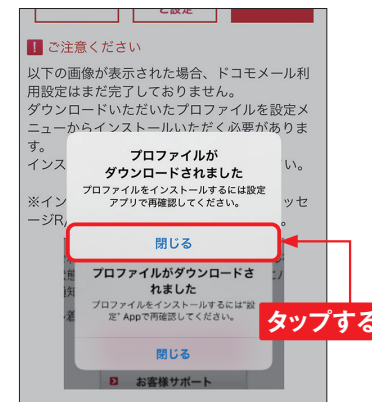 ご設定
! ご注意ください
以下の画像が表示された場合、ドコモメール利
用設定はまだ完了しておりません。
ダウンロードいただいたプロファイルを設定メ
ニューからインストールいただく必要がありま
す。
インス
い。
プロファイルが
ダウンロードされました
プロファイルをインストールするには設定
アプリで再確認してください。
※イン
ッセ
ージR/
。
閉じる
プロファイルがダウンロードさ
れました
プロファイルをインストールするには"設
定" Appで再確認してください。
タップする
閉じる
お客様サポート